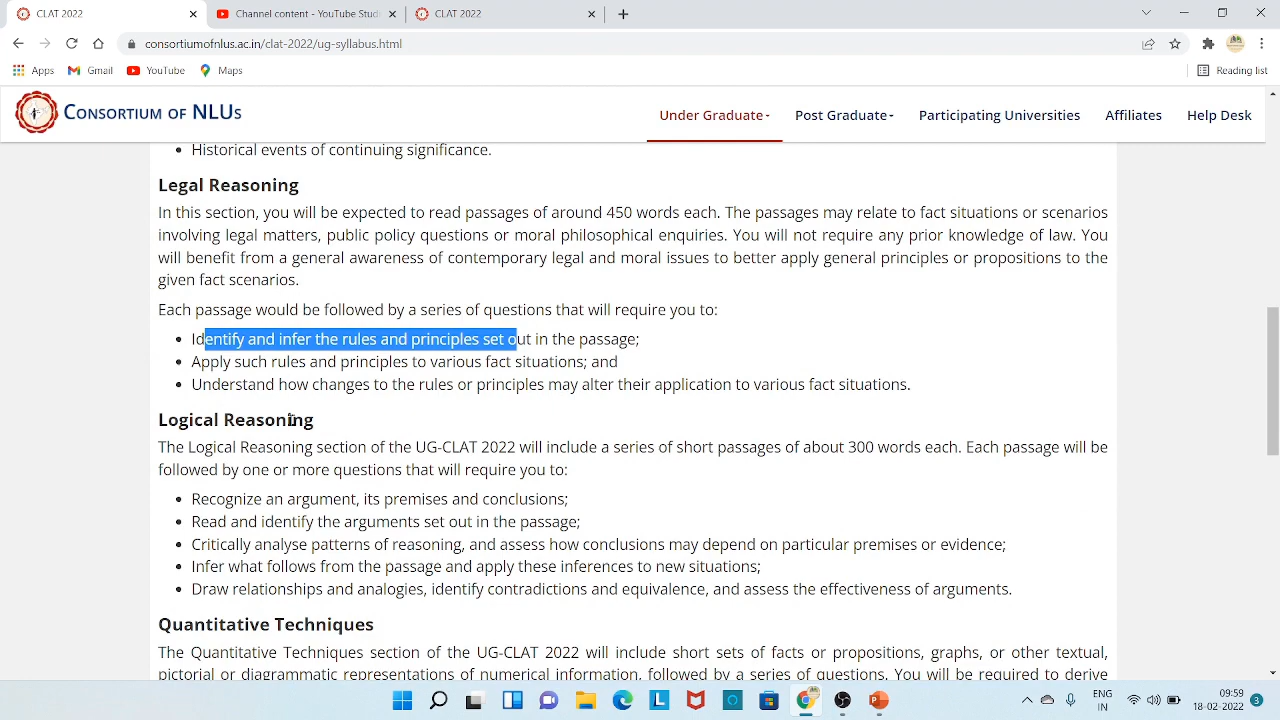 CLAT 2022
Channel content - YouTube Stud
CLAT 2022
consortiumofnlus.ac.in/clat-2022/ug-syllabus.html
Apps
Gmail
YouTube
Maps
Reading list
CONSORTIUM OF NLUS
Under Graduate
Post Graduate
Participating Universities
Affiliates
Help Desk
• Historical events of continuing significance.
Legal Reasoning
In this section, you will be expected to read passages of around 450 words each. The passages may relate to fact situations or scenarios
involving legal matters, public policy questions or moral philosophical enquiries. You will not require any prior knowledge of law. You
will benefit from a general awareness of contemporary legal and moral issues to better apply general principles or propositions to the
given fact scenarios.
Each passage would be followed by a series of questions that will require you to:
• Identify and infer the rules and principles set out in the passage;
• Apply such rules and principles to various fact situations; and
• Understand how changes to the rules or principles may alter their application to various fact situations.
Logical Reasoning
The Logical Reasoning section of the UG-CLAT 2022 will include a series of short passages of about 300 words each. Each passage will be
followed by one or more questions that will require you to:
• Recognize an argument, its premises and conclusions;
• Read and identify the arguments set out in the passage;
• Critically analyse patterns of reasoning, and assess how conclusions may depend on particular premises or evidence;
• Infer what follows from the passage and apply these inferences to new situations;
• Draw relationships and analogies, identify contradictions and equivalence, and assess the effectiveness of arguments.
Quantitative Techniques
The Quantitative Techniques section of the UG-CLAT 2022 will include short sets of facts or propositions, graphs, or other textual,
pictorial or diagrammatic representations of numerical information, followed by a series of questions. You will be required to derive
ENG
IN
09:59
18-02-2022
3